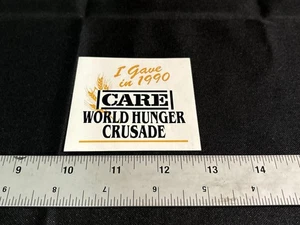 I Gave
in 1990
CARE
WORLD HUNGER
CRUSADE
9 10 11 12 13 14